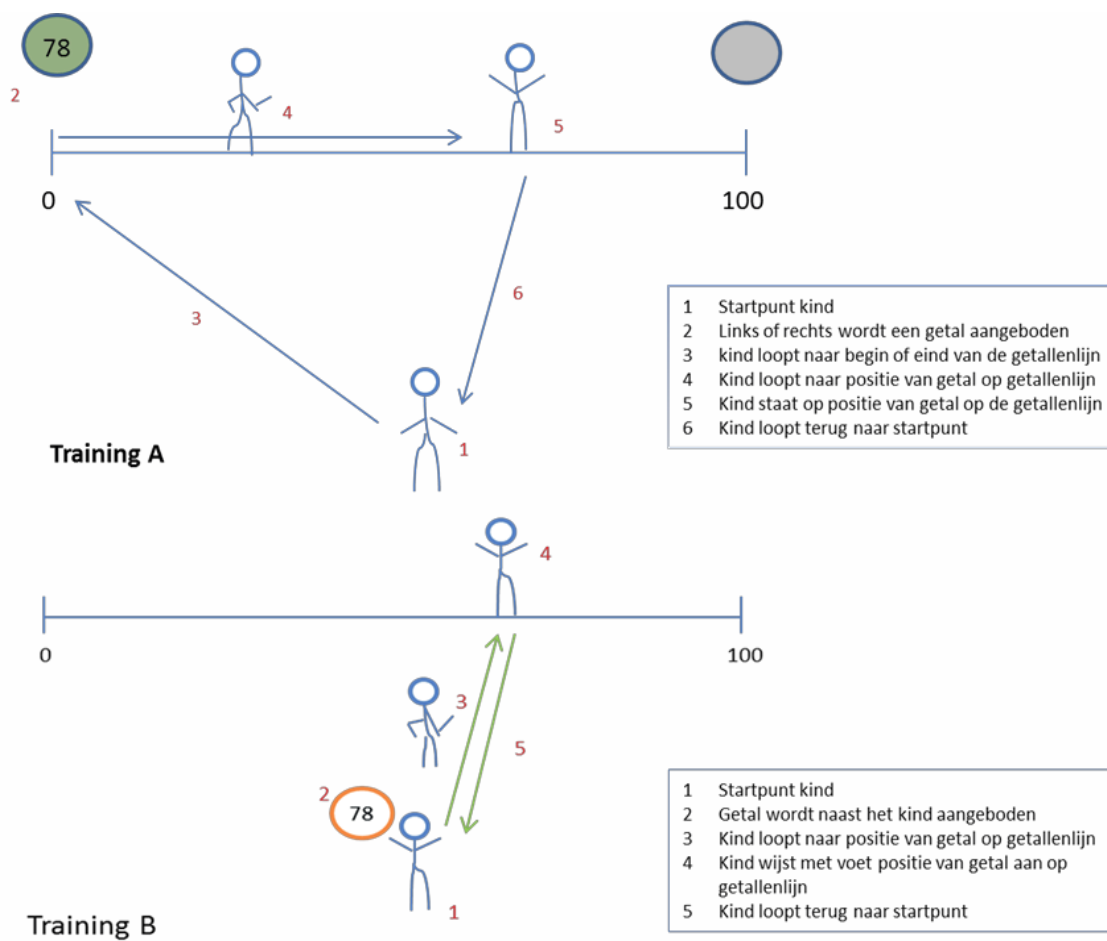 78
2
4
5
0
100
3
6
1 Startpunt kind
2 Links of rechts wordt een getal aangeboden
3 kind loopt naar begin of eind van de getallenlijn
4 Kind loopt naar positie van getal op getallenlijn
5 Kind staat op positie van getal op de getallenlijn
6 Kind loopt terug naar startpunt
Training A
1
4
0
100
3
5
2
78
1
1 Startpunt kind
2 Getal wordt naast het kind aangeboden
3 Kind loopt naar positie van getal op getallenlijn
4 Kind wijst met voet positie van getal aan op
getallenlijn
5 Kind loopt terug naar startpunt
Training B